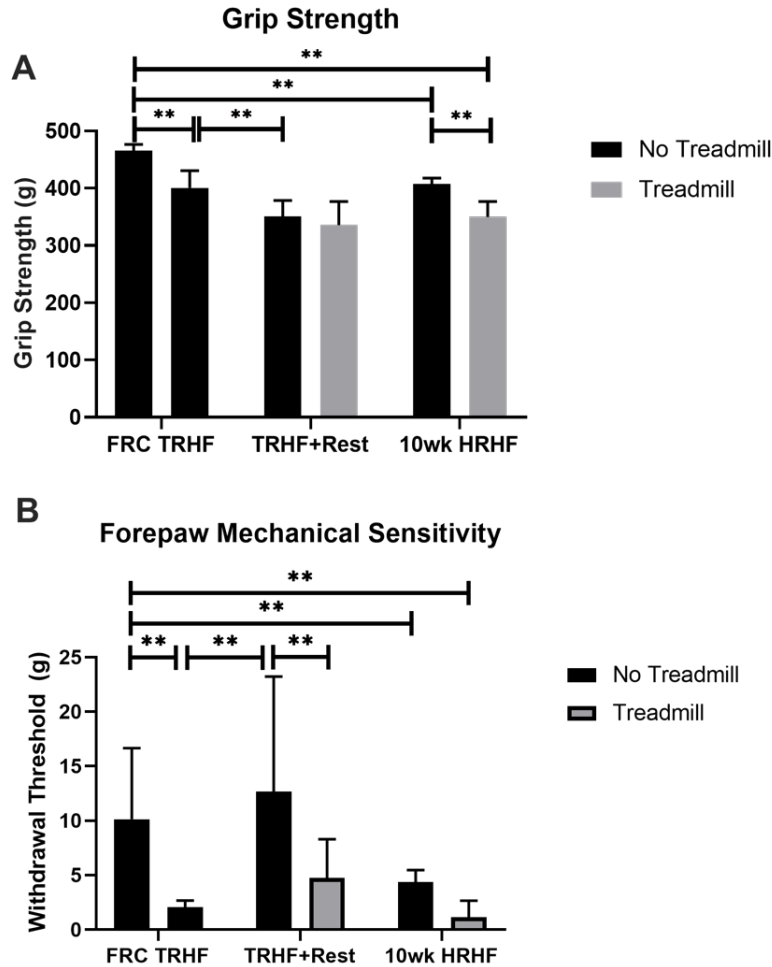 Grip Strength
A
**
**
** ** **
500
400
300
200
100
0
Grip Strength (g)
FRC TRHF TRHF+Rest 10wk HRHF
No Treadmill
Treadmill
B
Forepaw Mechanical Sensitivity
**
**
** ** **
25
20
15
10
5
0
Withdrawal Threshold (g)
FRC TRHF TRHF+Rest 10wk HRHF
No Treadmill
Treadmill